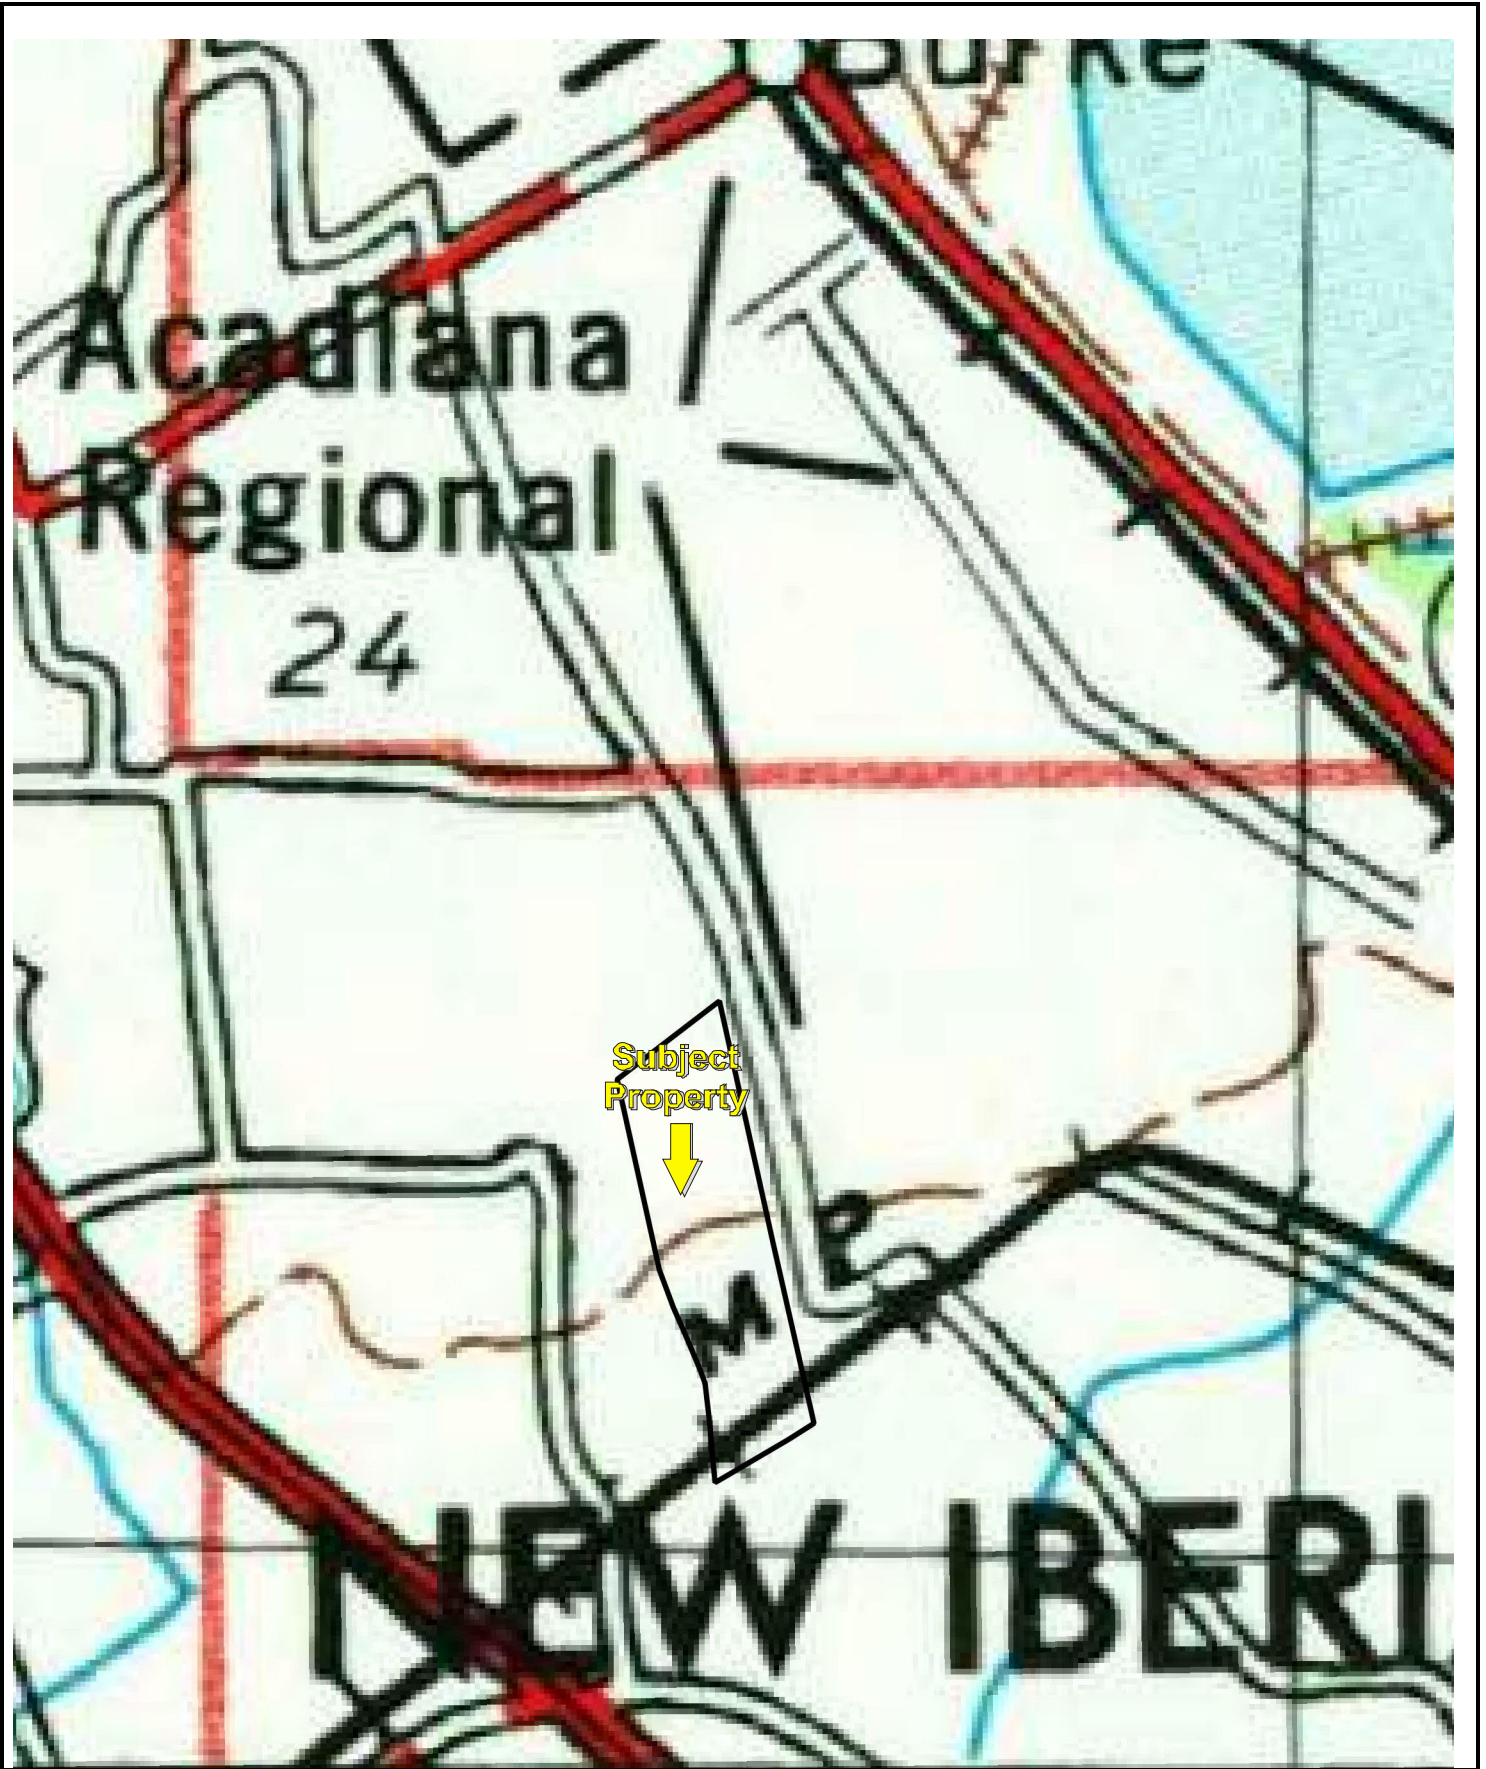 Burke
Acadiana
Regional
24
Subject
Property
P
M
NEW IBERI